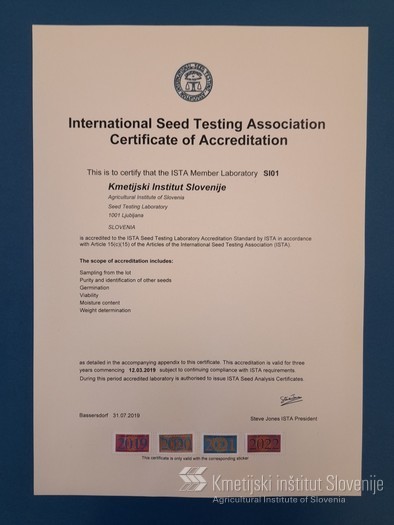 International Seed Testing Association
Certificate of Accreditation
This is to certify that the ISTA Member Laboratory SI01
Kmetijski Institut Slovenije
Agricultural Institute of Slovenia
Seed Testing Laboratory
1001 Ljubljana
SLOVENIA
is accredited to the ISTA Seed Testing Laboratory Accreditation Standard by ISTA in accordance
with Article 15(c)(15) of the Articles of the International Seed Testing Association (ISTA).
The scope of accreditation includes:
Sampling from the lot
Purity and identification of other seeds
Germination
Viability
Moisture content
Weight determination
as detailed in the accompanying appendix to this certificate. This accreditation is valid for three
years commencing 12.03.2019 subject to continuing compliance with ISTA requirements.
During this period accredited laboratory is authorised to issue ISTA Seed Analysis Certificates.
Bassersdorf 31.07.2019
Steve Jones ISTA President
2019 2020 2021 2022
This certificate is only valid with the corresponding sticker
Kmetijski inštitut Slovenije
Agricultural Institute of Slovenia